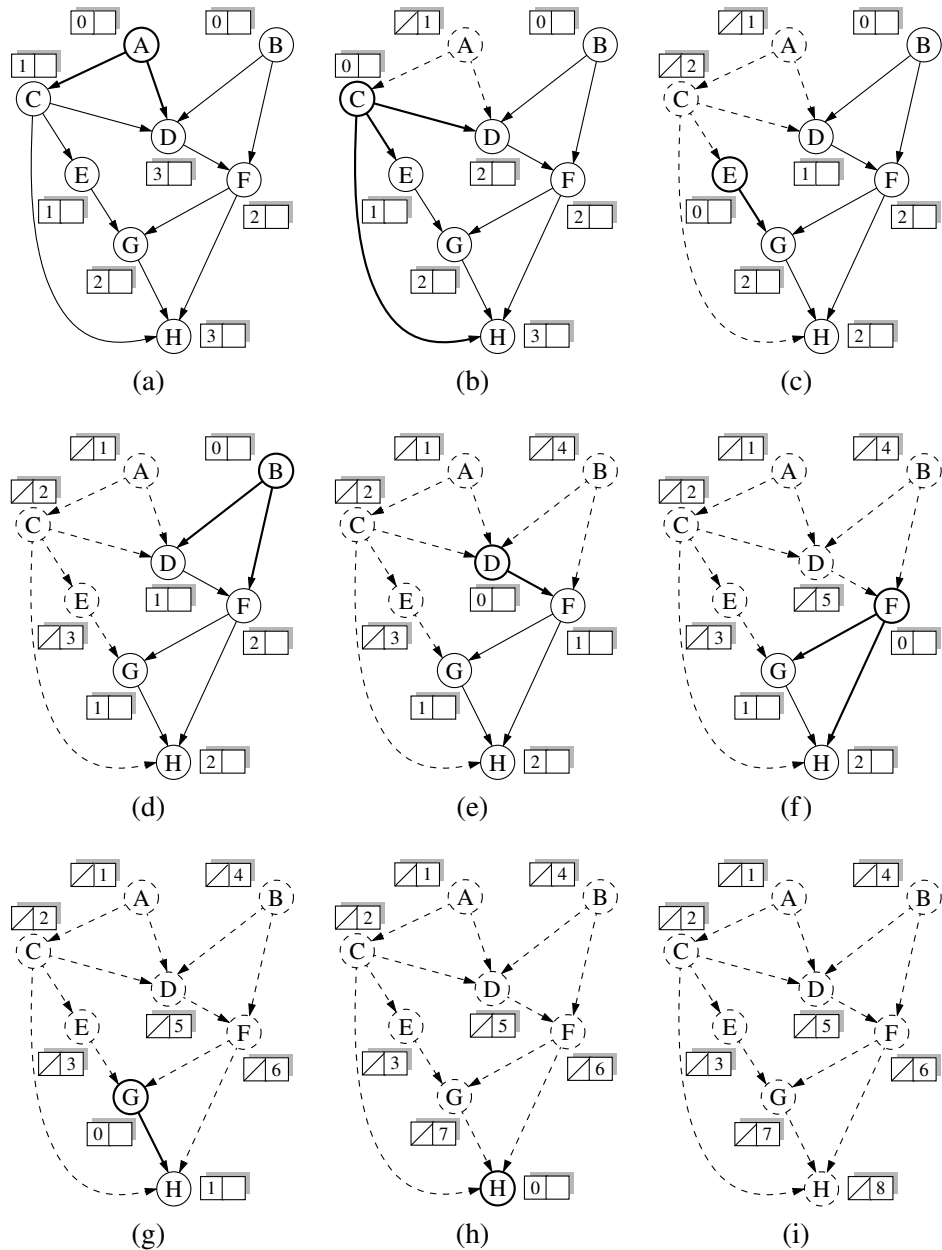 0 0 A B
1 C D
3 E F
1 2 G
2 H 3
(a)
1 0 A B
0 C D
2 E F
1 2 G
2 H 3
(b)
1 0 A B
2 C D
1 E F
0 2 G
2 H 2
(c)
1 0 A B
2 C D
1 E F
3 2 G
1 H 2
(d)
1 4 A B
2 C D
0 E F
3 1 G
1 H 2
(e)
1 4 A B
2 C D
5 E F
3 0 G
1 H 2
(f)
1 4 A B
2 C D
5 E F
3 6 G
0 H 1
(g)
1 4 A B
2 C D
5 E F
3 6 G
7 H 0
(h)
1 4 A B
2 C D
5 E F
3 6 G
7 H 8
(i)